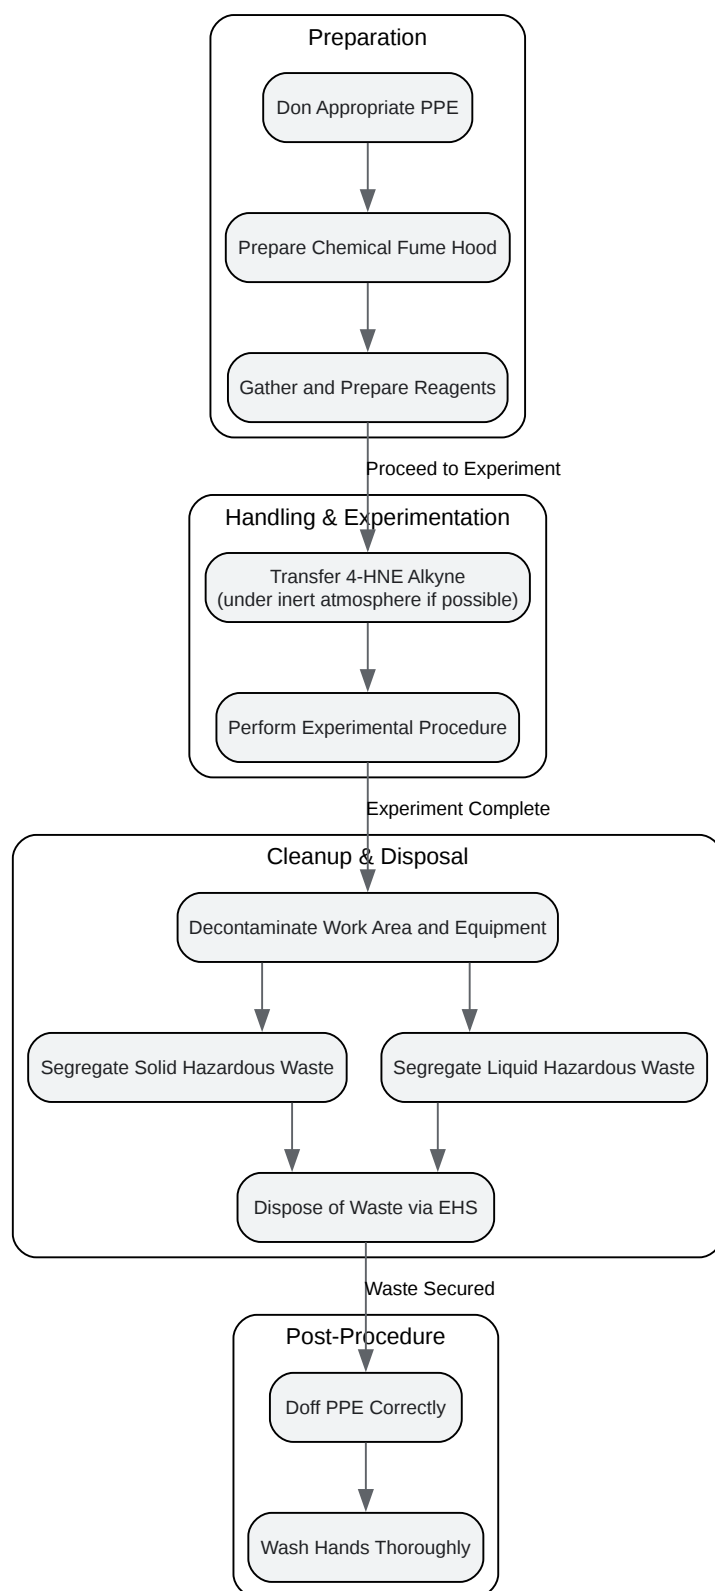 Preparation
Don Appropriate PPE
Prepare Chemical Fume Hood
Gather and Prepare Reagents
Proceed to Experiment
Handling & Experimentation
Transfer 4-HNE Alkyne
(under inert atmosphere if possible)
Perform Experimental Procedure
Experiment Complete
Cleanup & Disposal
Decontaminate Work Area and Equipment
Segregate Solid Hazardous Waste
Segregate Liquid Hazardous Waste
Dispose of Waste via EHS
Waste Secured
Post-Procedure
Doff PPE Correctly
Wash Hands Thoroughly